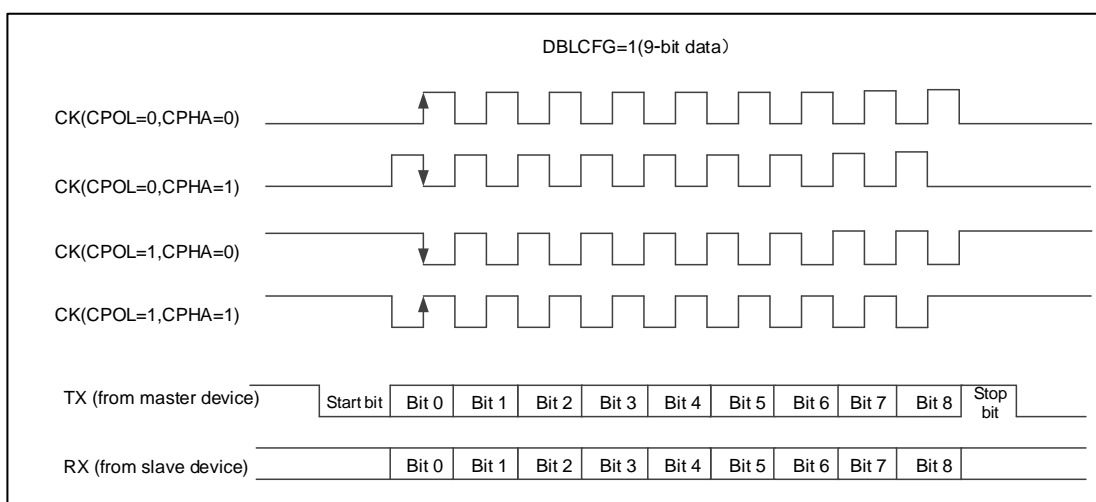 DBLCFG=1(9-bit data）
CK(CPOL=0,CPHA=0)
CK(CPOL=0,CPHA=1)
CK(CPOL=1,CPHA=0)
CK(CPOL=1,CPHA=1)
TX (from master device) Start bit Bit 0 Bit 1 Bit 2 Bit 3 Bit 4 Bit 5 Bit 6 Bit 7 Bit 8 Stop bit
RX (from slave device) Bit 0 Bit 1 Bit 2 Bit 3 Bit 4 Bit 5 Bit 6 Bit 7 Bit 8